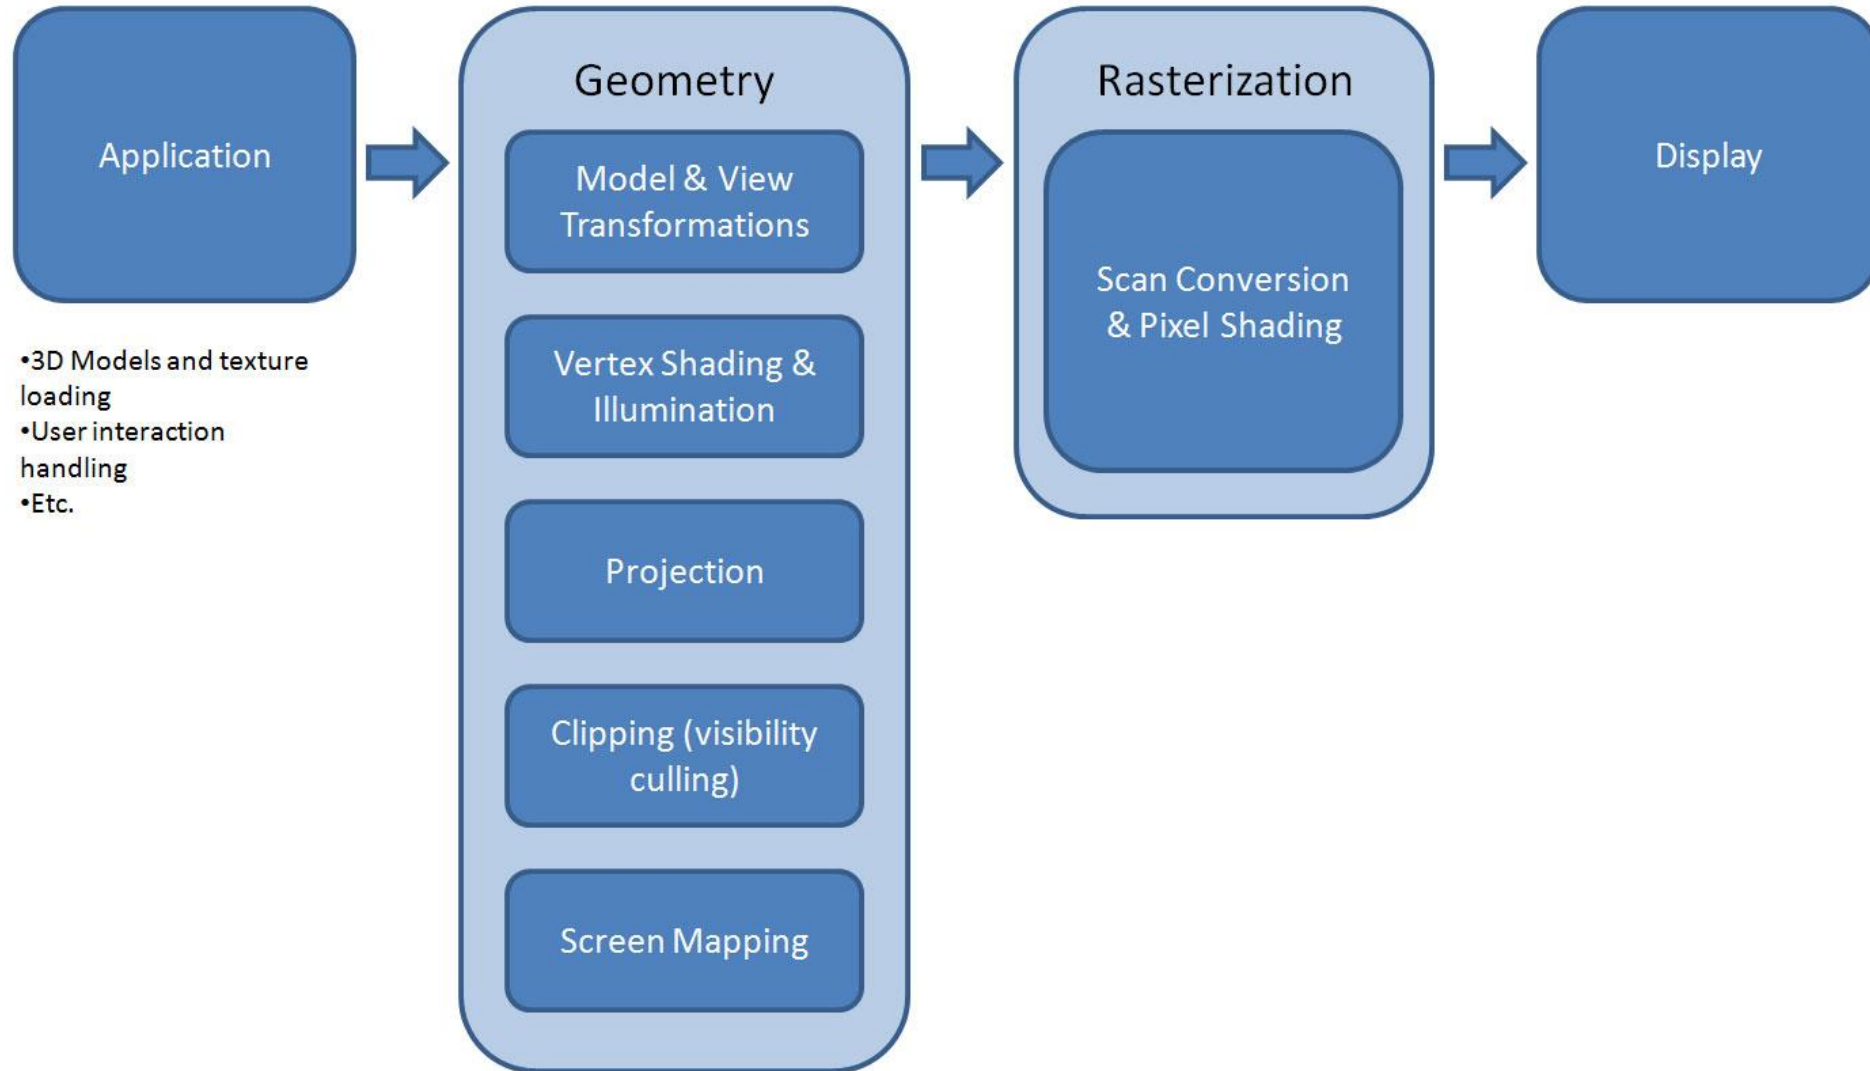 Application
•3D Models and texture
loading
•User interaction
handling
•Etc.
Geometry
Model & View
Transformations
Vertex Shading &
Illumination
Projection
Clipping (visibility
culling)
Screen Mapping
Rasterization
Scan Conversion
& Pixel Shading
Display